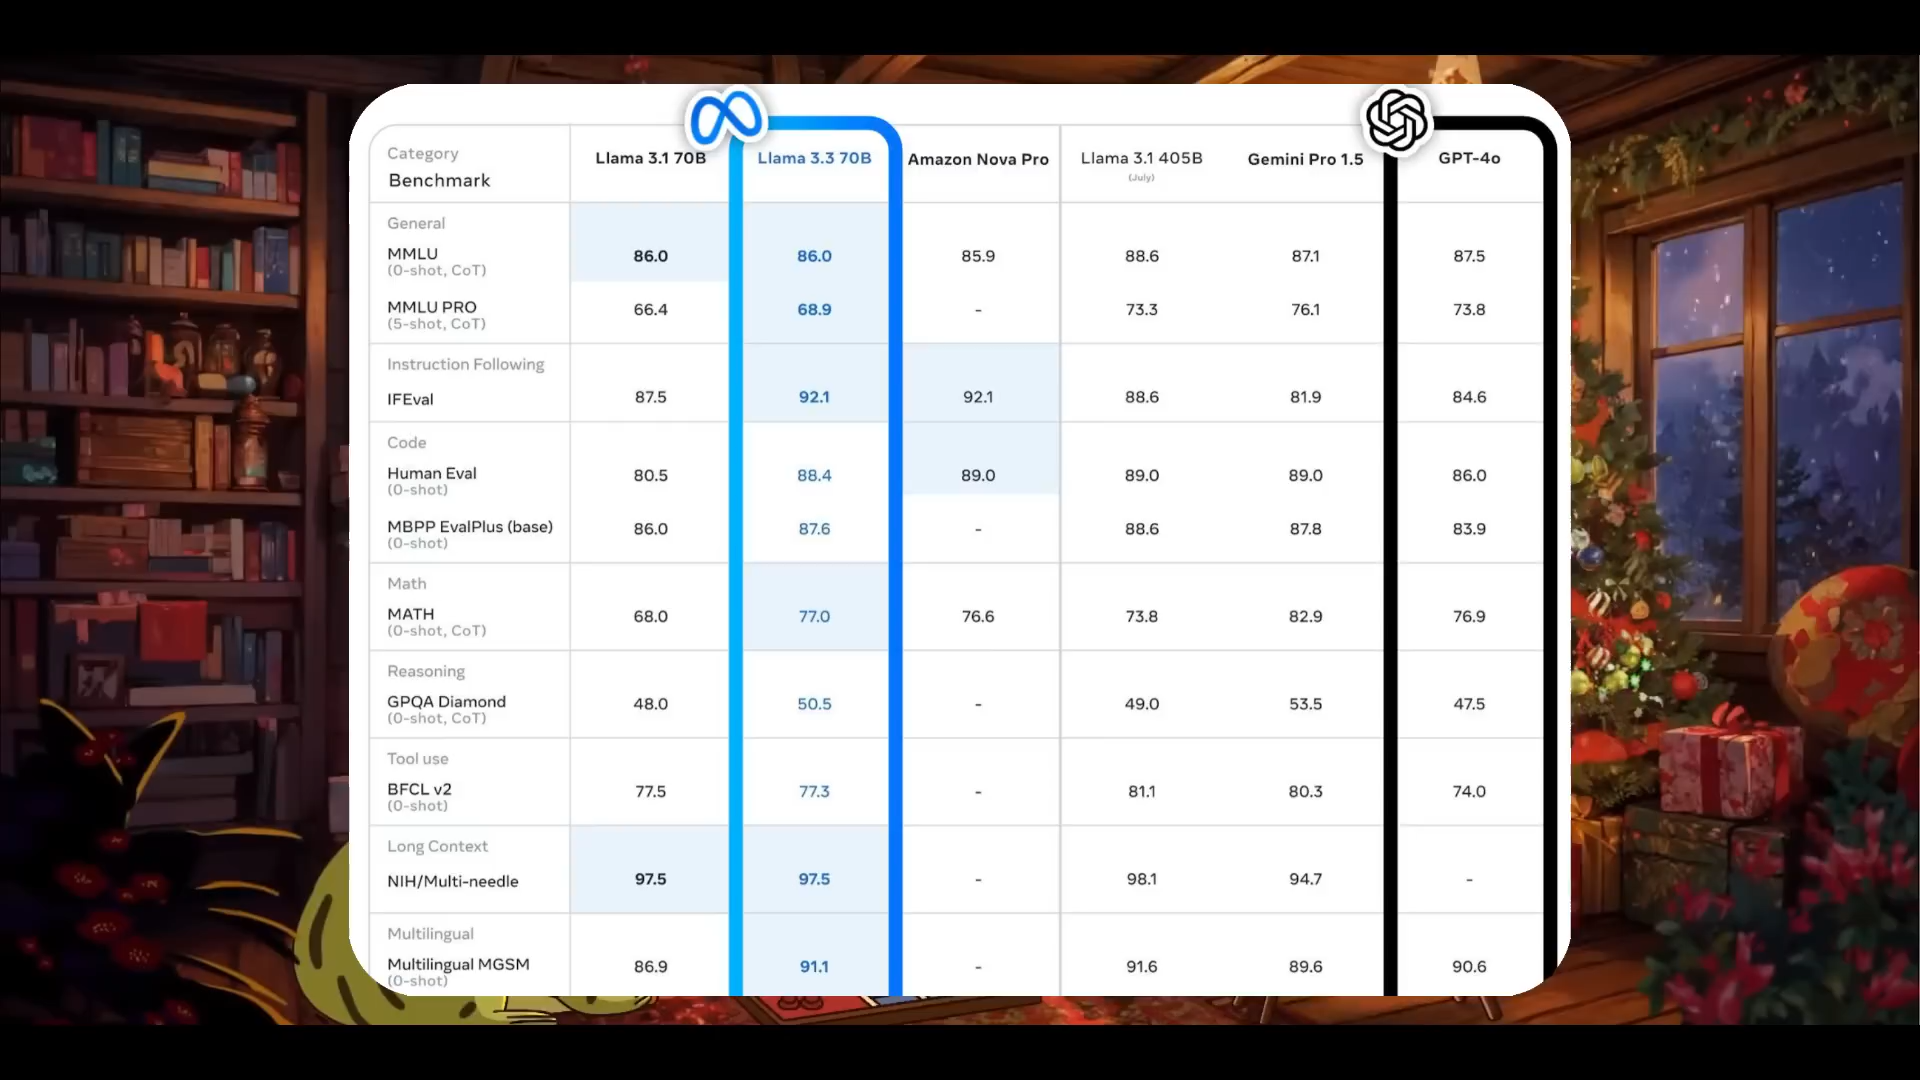 Category
Benchmark
Llama 3.1 70B
Llama 3.3 70B
Amazon Nova Pro
Llama 3.1 405B
(July)
Gemini Pro 1.5
GPT-4o
General
MMLU 86.0 86.0 85.9 88.6 87.1 87.5
(0-shot, CoT)
MMLU PRO 66.4 68.9 - 73.3 76.1 73.8
(5-shot, CoT)
Instruction Following
IFEval 87.5 92.1 92.1 88.6 81.9 84.6
Code
Human Eval 80.5 88.4 89.0 89.0 89.0 86.0
(0-shot)
MBPP EvalPlus (base) 86.0 87.6 - 88.6 87.8 83.9
(0-shot)
Math
MATH 68.0 77.0 76.6 73.8 82.9 76.9
(0-shot, CoT)
Reasoning
GPQA Diamond 48.0 50.5 - 49.0 53.5 47.5
(0-shot, CoT)
Tool use
BFCL v2 77.5 77.3 - 81.1 80.3 74.0
(0-shot)
Long Context
NIH/Multi-needle 97.5 97.5 - 98.1 94.7 -
Multilingual
Multilingual MGSM 86.9 91.1 - 91.6 89.6 90.6
(0-shot)